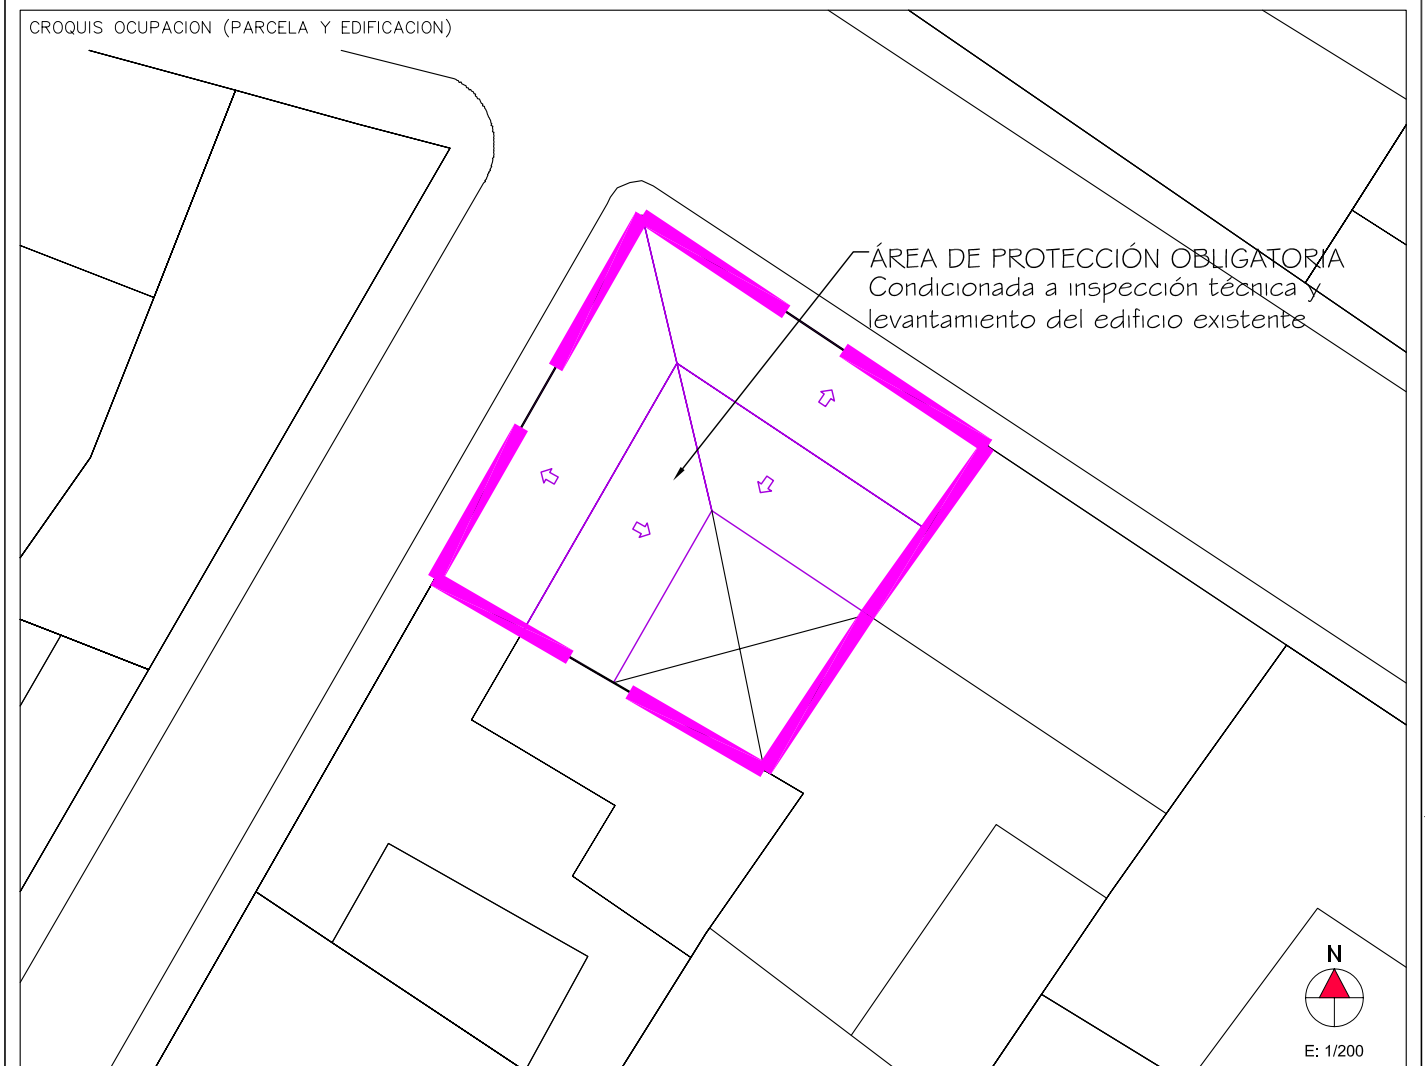 CROQUIS OCUPACION (PARCELA Y EDIFICACION)
ÁREA DE PROTECCIÓN OBLIGATORIA
Condicionada a inspección técnica y
levantamiento del edificio existente
N
E: 1/200